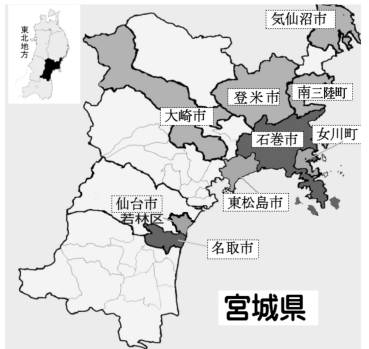 東北地方
気仙沼市
登米市
南三陸町
大崎市
石巻市
女川町
仙台市
若林区
東松島市
名取市
宮城県